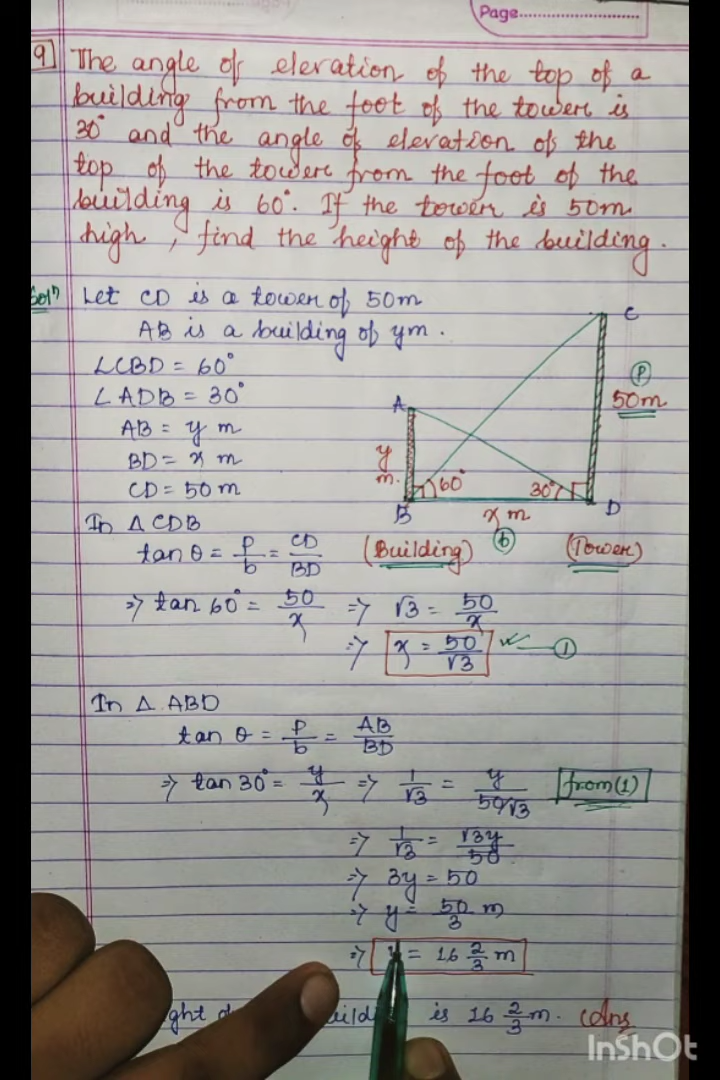 Page
9 The angle of elevation of the top of a
building from the foot of the tower is
30° and the angle of elevation of the
top of the tower from the foot of the
building is 60°. If the tower is 50m
high, find the height of the building.
Solⁿ Let CD is a tower of 50m
AB is a building of ym.
∠CBD = 60°
∠ADB = 30°
AB = y m
BD = x m
CD = 50 m
C
P
50m
A
y
m.
60°
30°
B
x m
D
b
(Building)
(Tower)
In △ CDB
tan θ = P/b = CD/BD
⇒ tan 60° = 50/x ⇒ √3 = 50/x
⇒ x = 50/√3 ①
In △ ABD
tan θ = P/b = AB/BD
⇒ tan 30° = y/x ⇒ 1/√3 = y/50/√3 from(1)
⇒ 1/√3 = √3y/50
⇒ 3y = 50
⇒ y = 50/3 m
⇒ = 16 2/3 m
is 16 2/3 m. (Ans
InShOt